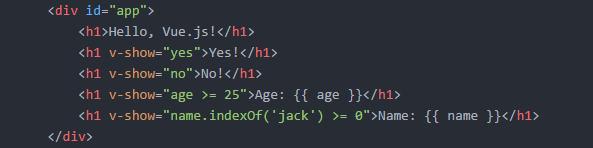 <div id="app">
<h1>Hello, Vue.js!</h1>
<h1 v-show="yes">Yes!</h1>
<h1 v-show="no">No!</h1>
<h1 v-show="age >= 25">Age: {{ age }}</h1>
<h1 v-show="name.indexOf('jack') >= 0">Name: {{ name }}</h1>
</div>